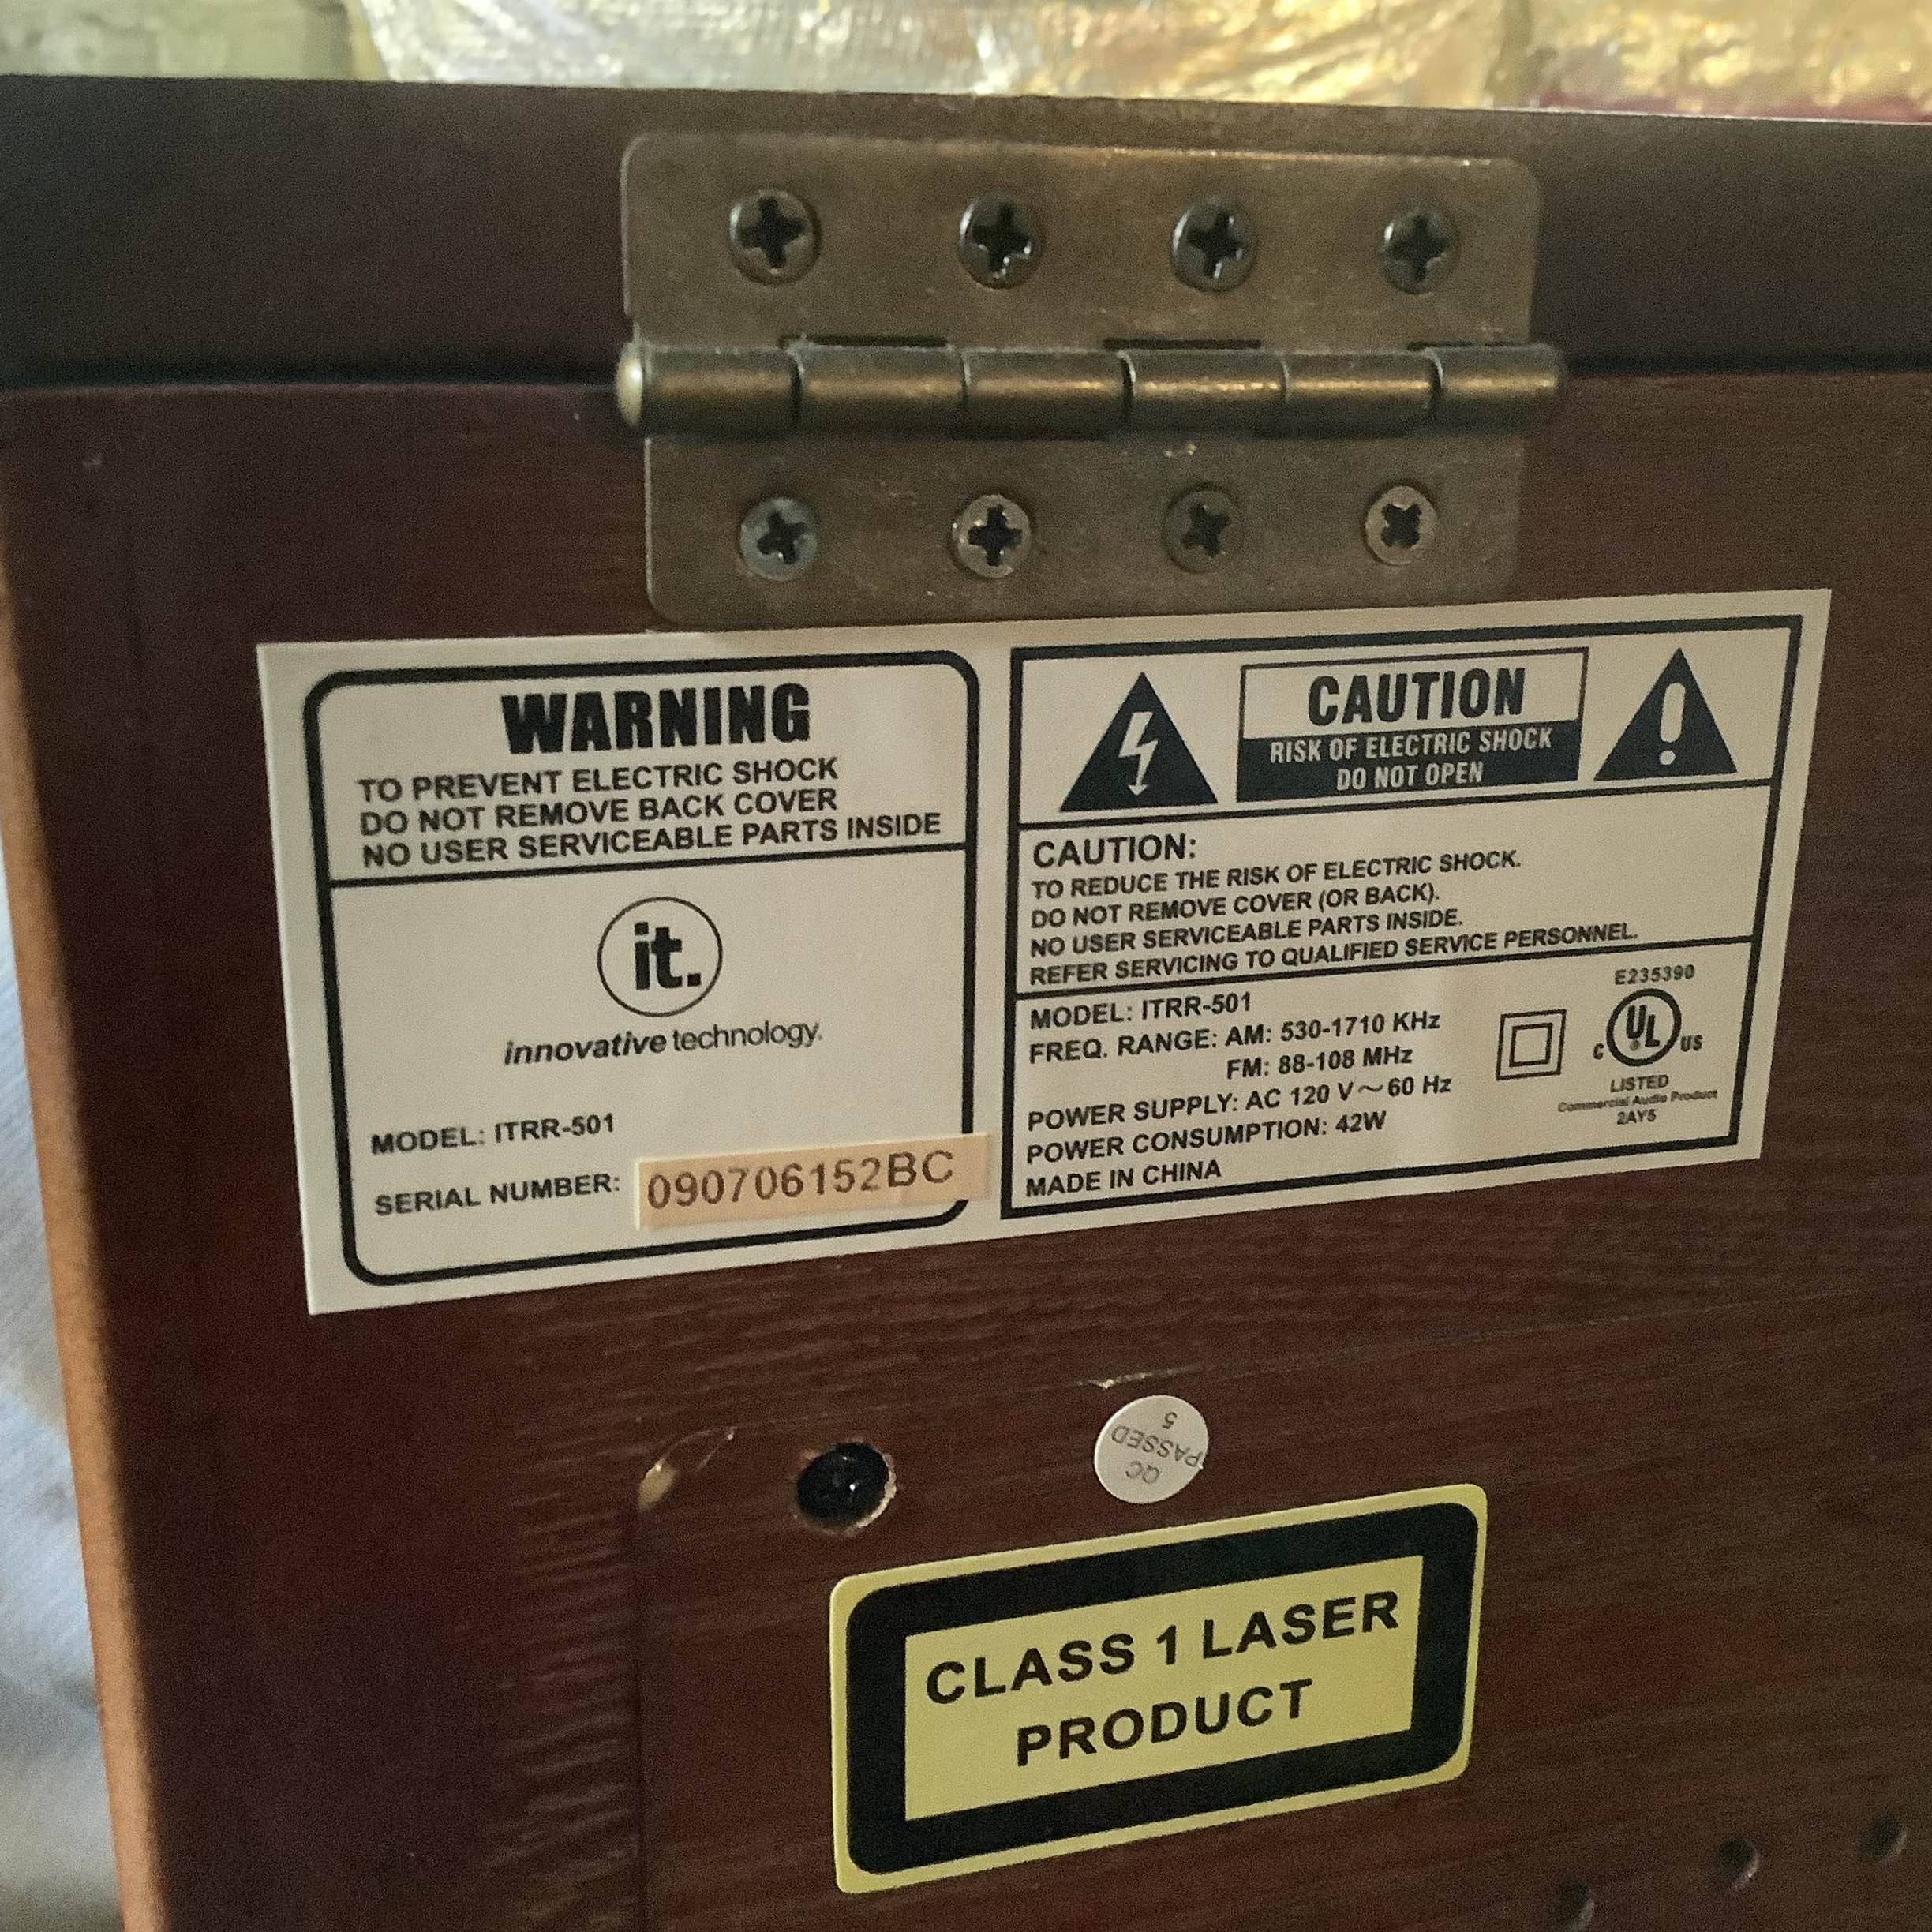 WARNING
TO PREVENT ELECTRIC SHOCK
DO NOT REMOVE BACK COVER
NO USER SERVICEABLE PARTS INSIDE
it.
innovative technology.
MODEL: ITRR-501
SERIAL NUMBER: 090706152BC
CAUTION
RISK OF ELECTRIC SHOCK
DO NOT OPEN
CAUTION:
TO REDUCE THE RISK OF ELECTRIC SHOCK.
DO NOT REMOVE COVER (OR BACK).
NO USER SERVICEABLE PARTS INSIDE.
REFER SERVICING TO QUALIFIED SERVICE PERSONNEL.
MODEL: ITRR-501
FREQ. RANGE: AM: 530-1710 KHz
FM: 88-108 MHz
POWER SUPPLY: AC 120 V～60 Hz
POWER CONSUMPTION: 42W
MADE IN CHINA
E235390
C UL ® US
LISTED
Commercial Audio Product
2AY5
QC
PASSED
5
CLASS 1 LASER
PRODUCT